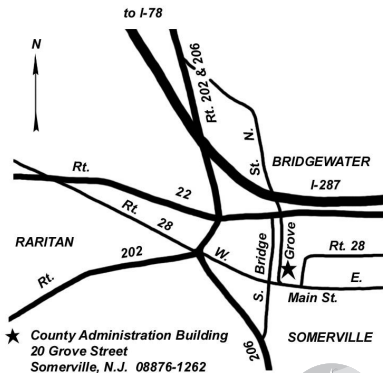 to I-78
N
Rt. 202 & 206
N.
St.
BRIDGEWATER
I-287
Rt.
22
Rt.
28
RARITAN
202
Rt.
W.
Bridge
S.
Grove
Rt. 28
E.
Main St.
206
SOMERVILLE
★ County Administration Building
20 Grove Street
Somerville, N.J. 08876-1262